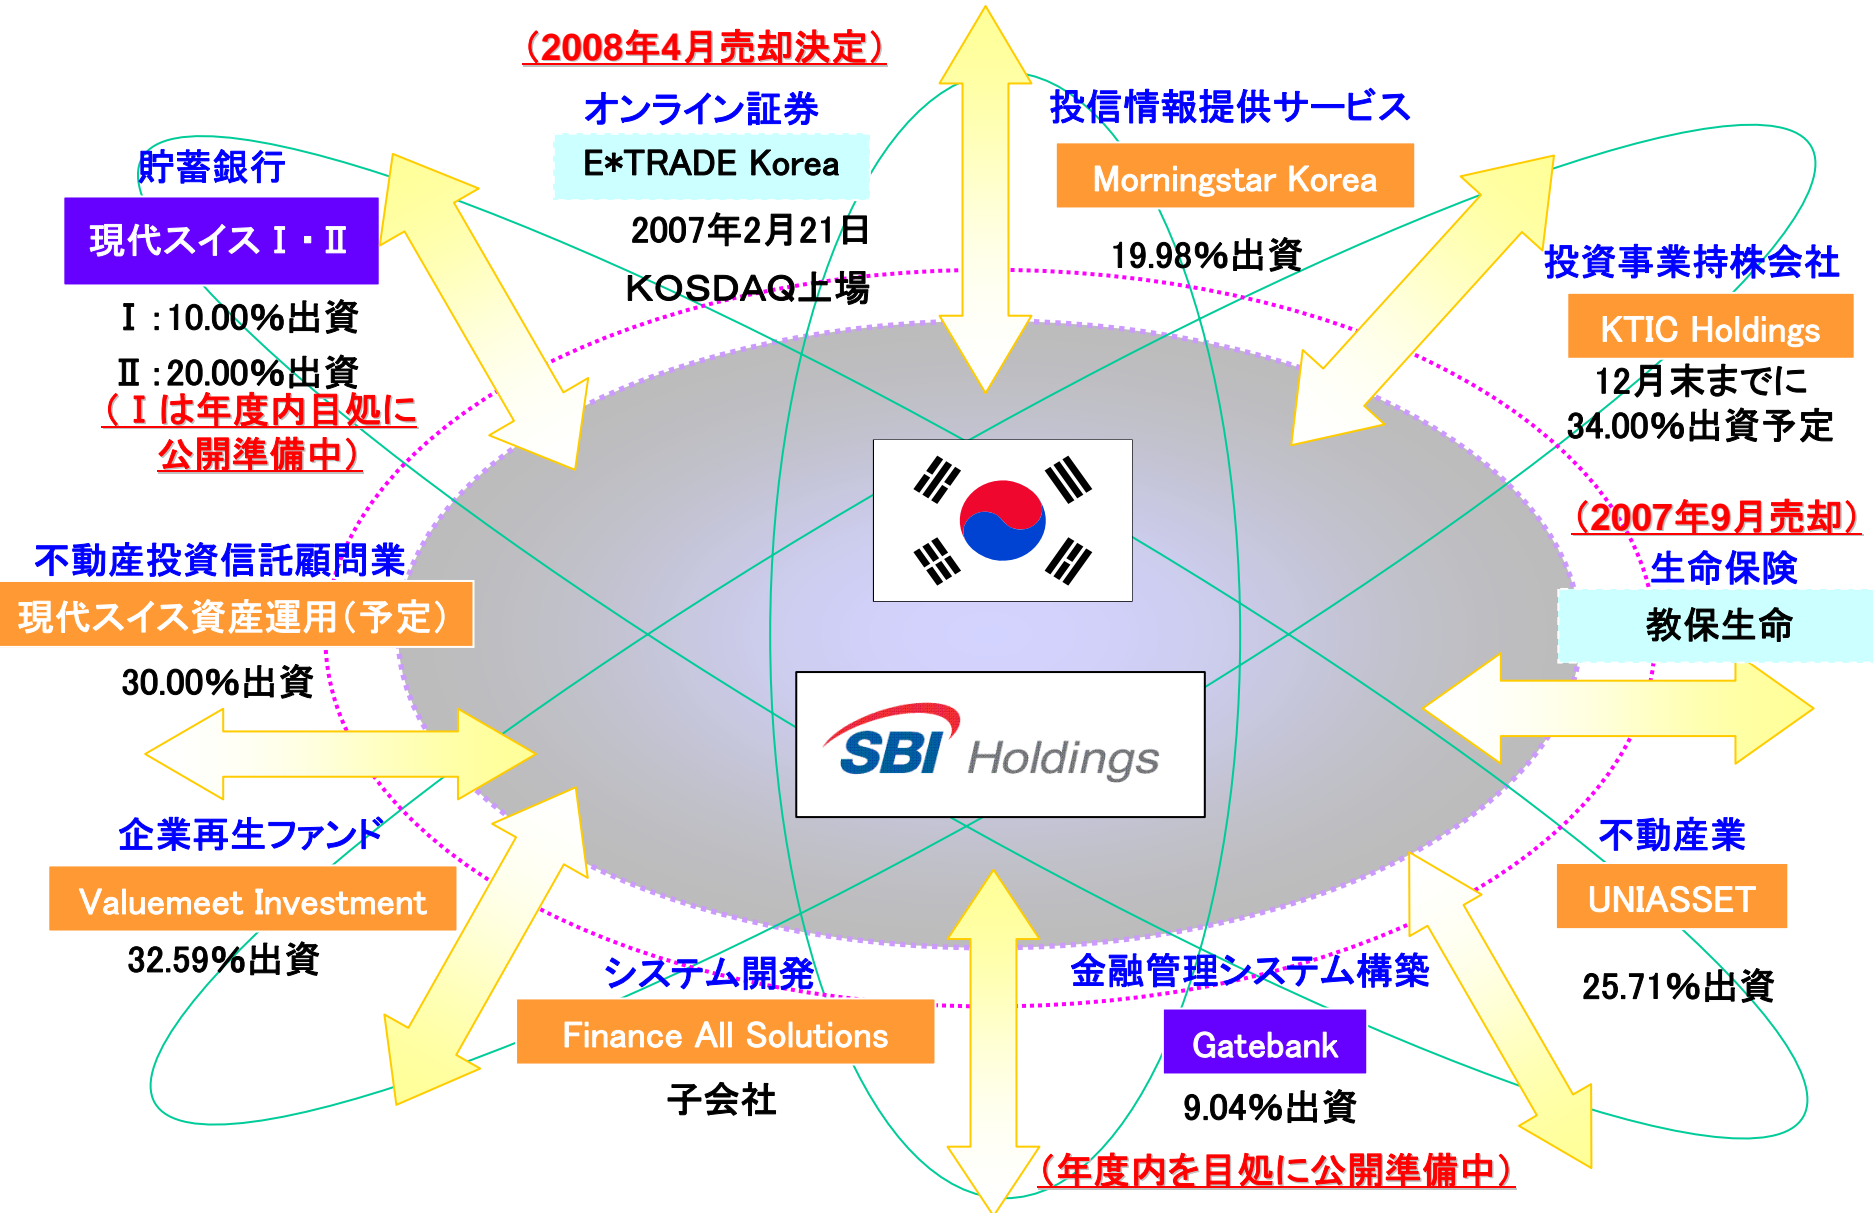 （2008年4月売却決定）
オンライン証券
E*TRADE Korea
2007年2月21日
KOSDAQ上場
投信情報提供サービス
Morningstar Korea
19.98%出資
貯蓄銀行
現代スイスⅠ・Ⅱ
Ⅰ：10.00%出資
Ⅱ：20.00%出資
（Ⅰは年度内目処に
公開準備中）
投資事業持株会社
KTIC Holdings
12月末までに
34.00%出資予定
（2007年9月売却）
生命保険
教保生命
不動産投資信託顧問業
現代スイス資産運用（予定）
30.00%出資
SBI Holdings
企業再生ファンド
Valuemeet Investment
32.59%出資
不動産業
UNIASSET
25.71%出資
システム開発
Finance All Solutions
子会社
金融管理システム構築
Gatebank
9.04%出資
（年度内を目処に公開準備中）